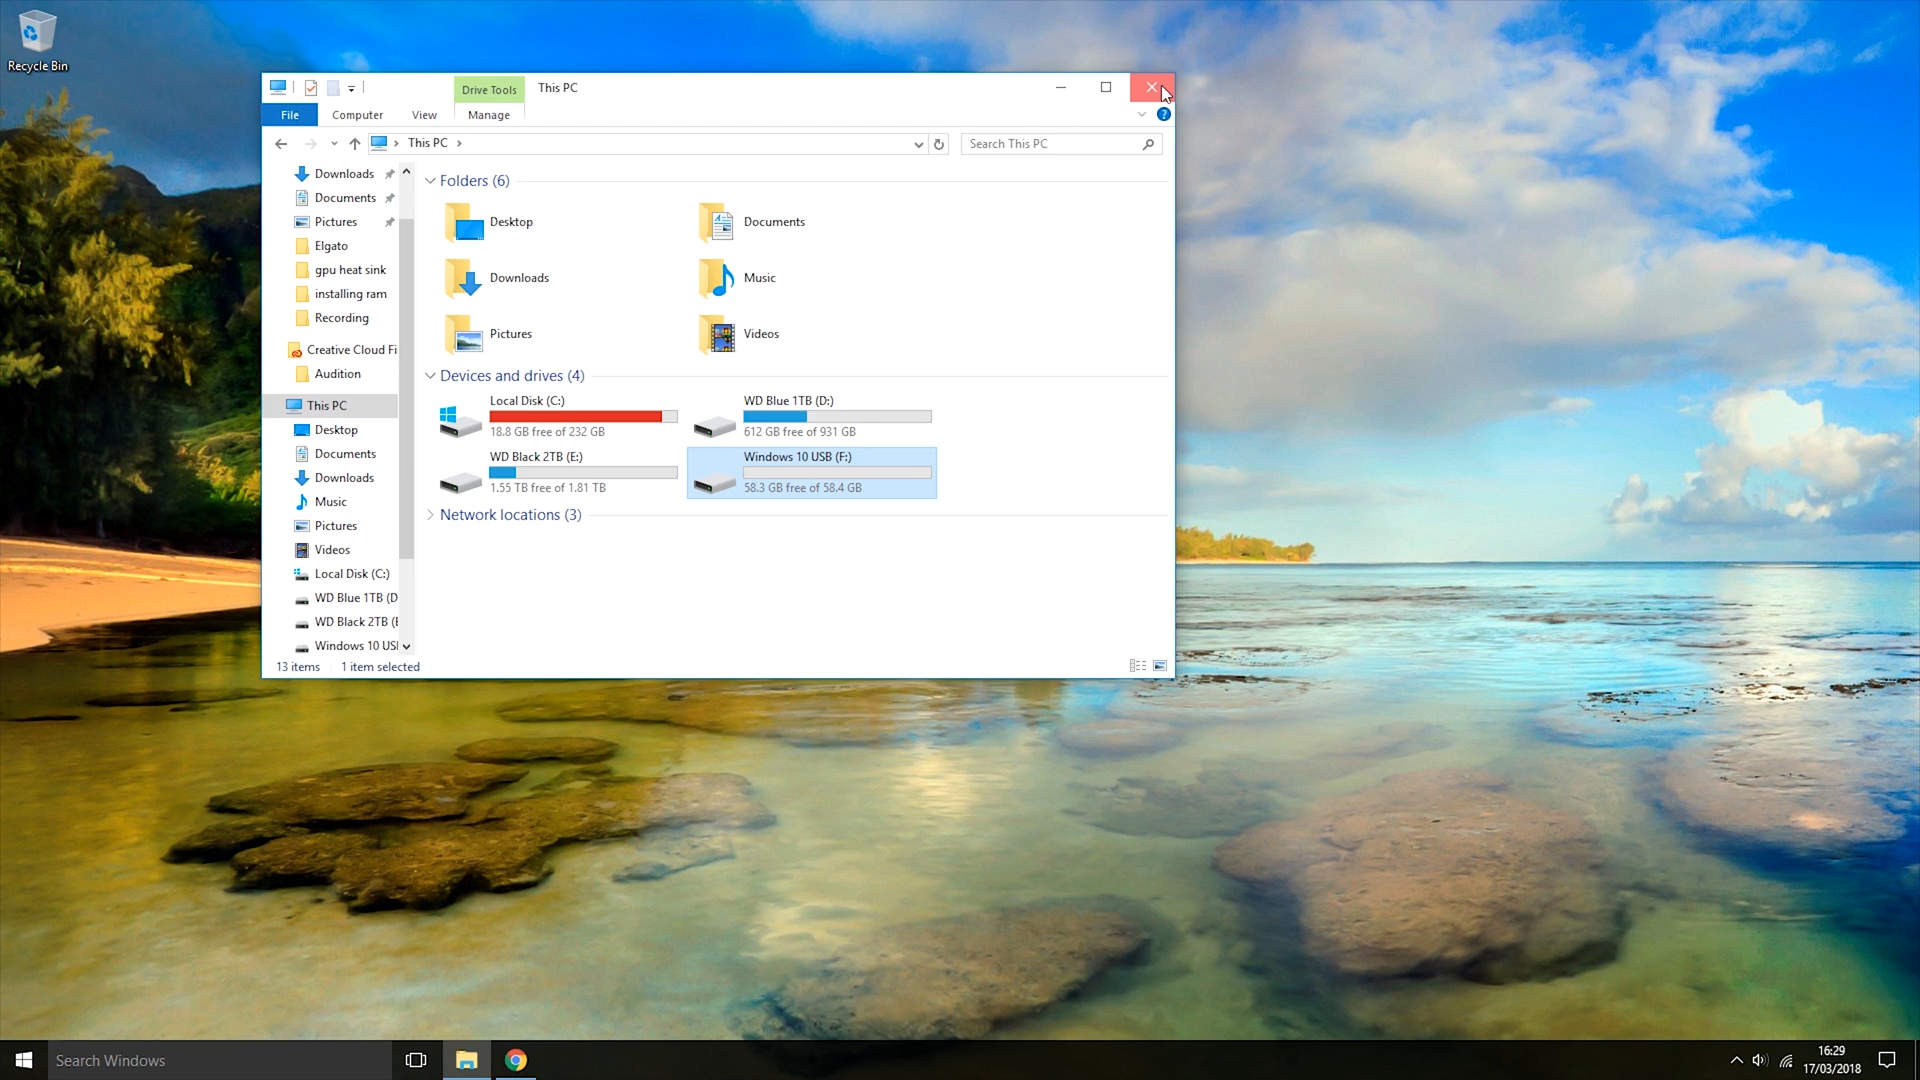 Recycle Bin
Drive Tools
This PC
File
Computer
View
Manage
?
This PC
Search This PC
Downloads
Documents
Pictures
Elgato
gpu heat sink
installing ram
Recording
Creative Cloud Fi
Audition
This PC
Desktop
Documents
Downloads
Music
Pictures
Videos
Local Disk (C:)
WD Blue 1TB (D
WD Black 2TB (E
Windows 10 USI
Folders (6)
Desktop
Documents
Downloads
Music
Pictures
Videos
Devices and drives (4)
Local Disk (C:)
18.8 GB free of 232 GB
WD Blue 1TB (D:)
612 GB free of 931 GB
WD Black 2TB (E:)
1.55 TB free of 1.81 TB
Windows 10 USB (F:)
58.3 GB free of 58.4 GB
Network locations (3)
13 items
1 item selected
Search Windows
16:29
17/03/2018